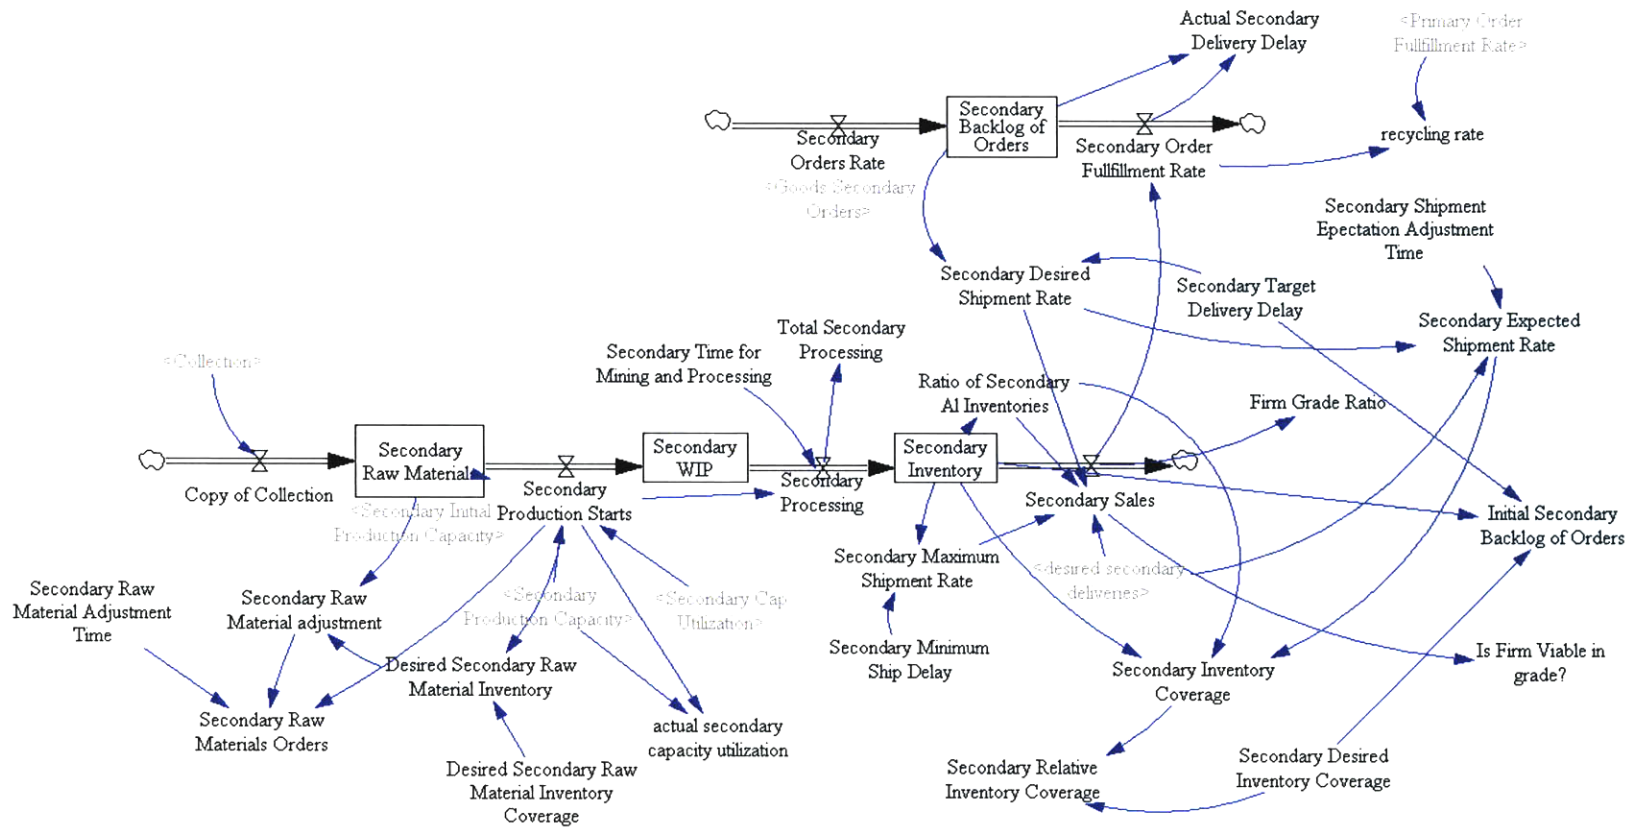 Actual Secondary
Delivery Delay
<Primary Order
Fullfillment Rate>
Secondary
Backlog of
Orders
Secondary
Orders Rate
<Goods Secondary
Orders>
Secondary Order
Fullfillment Rate
recycling rate
Secondary Shipment
Epectation Adjustment
Time
Secondary Desired
Shipment Rate
Secondary Target
Delivery Delay
Secondary Expected
Shipment Rate
Total Secondary
Processing
Secondary Time for
Mining and Processing
<Collection>
Ratio of Secondary
Al Inventories
Firm Grade Ratio
Secondary
Raw Material
Secondary
WIP
Secondary
Inventory
Copy of Collection
Secondary
Production Starts
Secondary
Processing
Secondary Sales
Initial Secondary
Backlog of Orders
<Secondary Initial
Production Capacity>
Secondary Maximum
Shipment Rate
<desired secondary
deliveries>
Secondary Raw
Material Adjustment
Time
Secondary Raw
Material adjustment
<Secondary
Production Capacity>
<Secondary Cap
Utilization>
Secondary Minimum
Ship Delay
Desired Secondary Raw
Material Inventory
Secondary Inventory
Coverage
Is Firm Viable in
grade?
Secondary Raw
Materials Orders
actual secondary
capacity utilization
Desired Secondary Raw
Material Inventory
Coverage
Secondary Relative
Inventory Coverage
Secondary Desired
Inventory Coverage